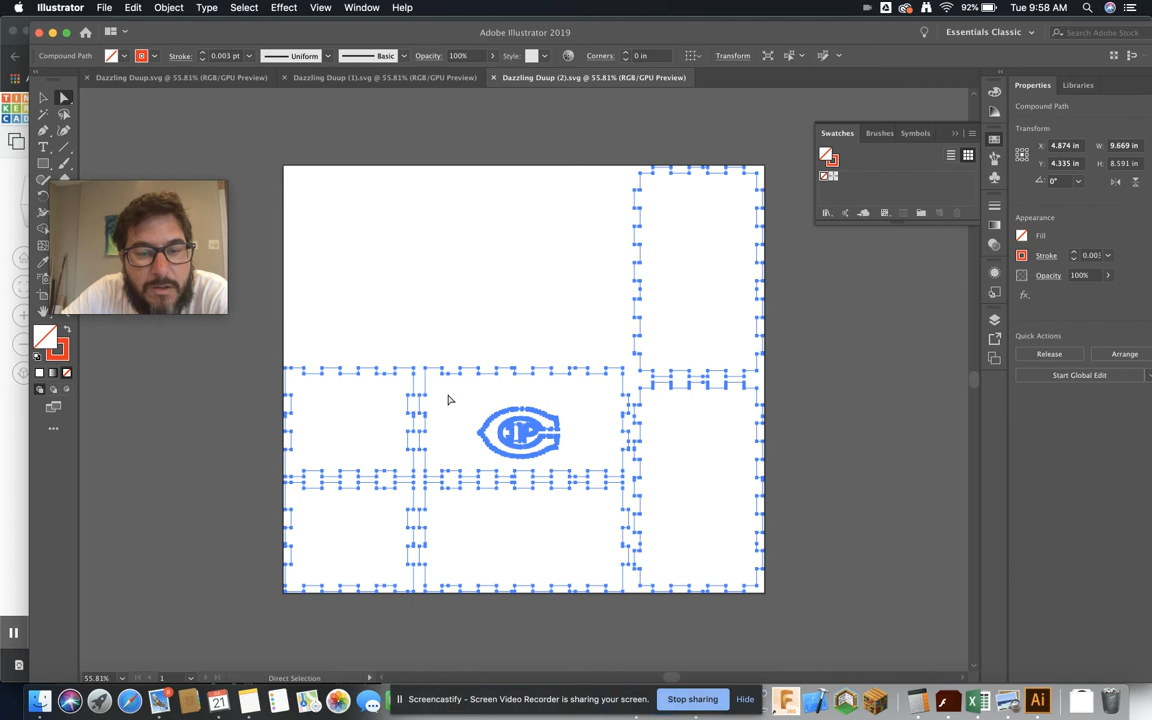 Illustrator File Edit Object Type Select Effect View Window Help 92% Tue 9:58 AM
Adobe Illustrator 2019 Essentials Classic Search Adobe Stock
Compound Path Stroke: 0.003 pt Uniform Basic Opacity: 100% Style: Corners: 0 in Transform
Dazzling Duup.svg @ 55.81% (RGB/GPU Preview) Dazzling Duup (1).svg @ 55.81% (RGB/GPU Preview) Dazzling Duup (2).svg @ 55.81% (RGB/GPU Preview)
Properties Libraries
Compound Path
Transform
X: 4.874 in W: 9.669 in
Y: 4.335 in H: 8.591 in
0°
Appearance
Fill
Stroke 0.003
Opacity 100%
fx.
Quick Actions
Release Arrange
Start Global Edit
Swatches Brushes Symbols
TIN
KER
CAD
55.81% 1 Direct Selection
Screencastify - Screen Video Recorder is sharing your screen. Stop sharing Hide
21
Ai